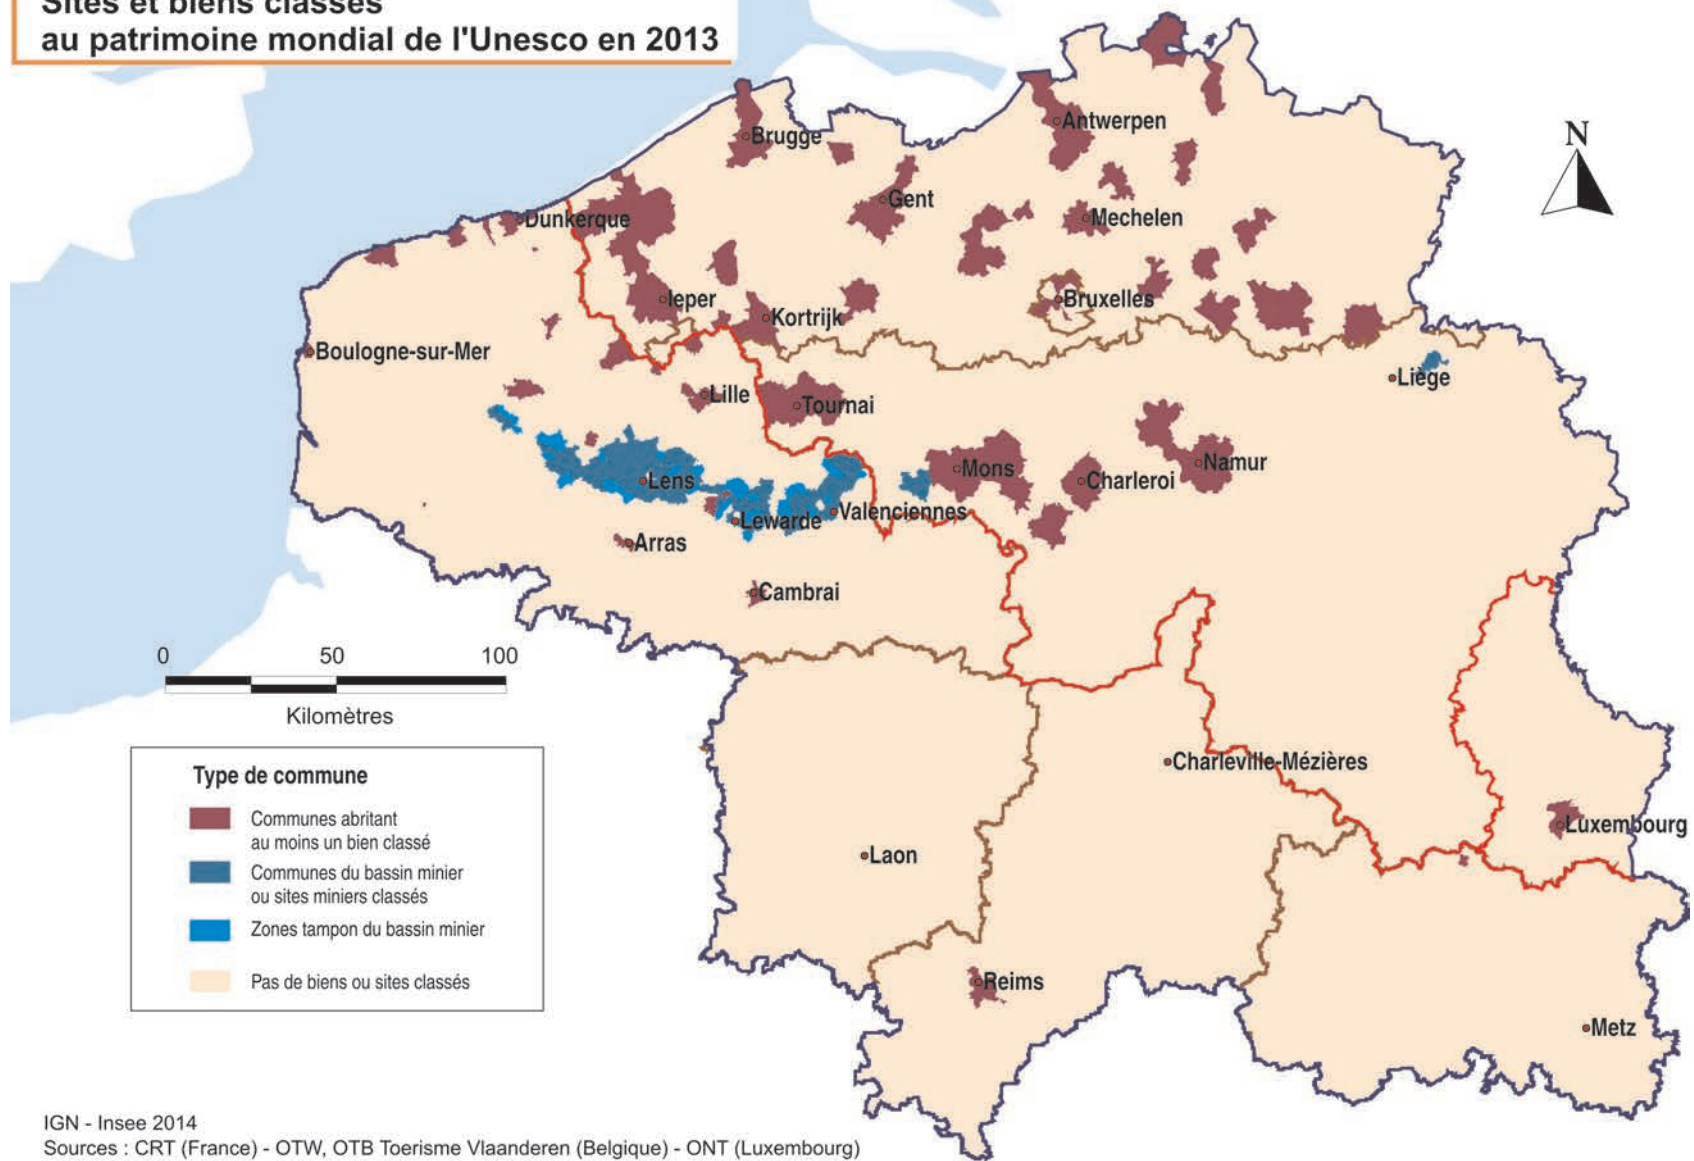 Sites et biens classés
au patrimoine mondial de l'Unesco en 2013
N
Antwerpen
Brugge
Gent
Dunkerque
Mechelen
Ieper
Bruxelles
Kortrijk
Boulogne-sur-Mer
Liège
Lille
Tournai
Mons
Namur
Lens
Charleroi
Valenciennes
Lewarde
Arras
Cambrai
0 50 100
Kilomètres
Charleville-Mézières
Luxembourg
Laon
Reims
Metz
Type de commune
Communes abritant
au moins un bien classé
Communes du bassin minier
ou sites miniers classés
Zones tampon du bassin minier
Pas de biens ou sites classés
IGN - Insee 2014
Sources : CRT (France) - OTW, OTB Toerisme Vlaanderen (Belgique) - ONT (Luxembourg)